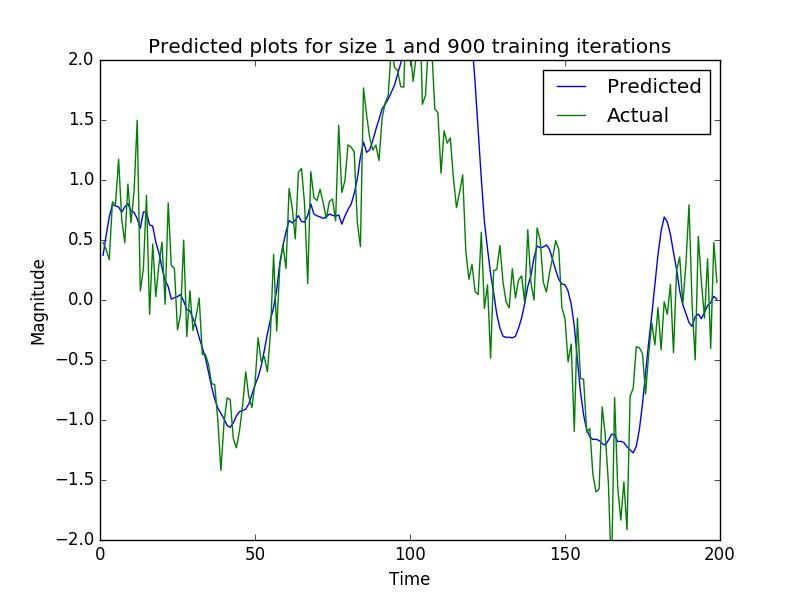 Predicted plots for size 1 and 900 training iterations
2.0
1.5
1.0
0.5
0.0
−0.5
−1.0
−1.5
−2.0
Magnitude
Predicted
Actual
0 50 100 150 200
Time